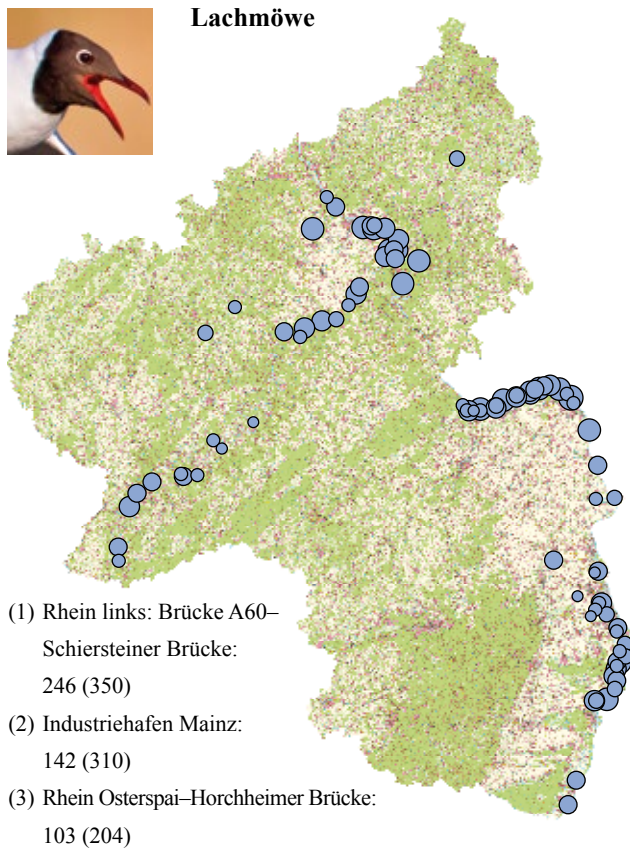 Lachmöwe
(1) Rhein links: Brücke A60–
Schiersteiner Brücke:
246 (350)
(2) Industriehafen Mainz:
142 (310)
(3) Rhein Osterspai–Horchheimer Brücke:
103 (204)